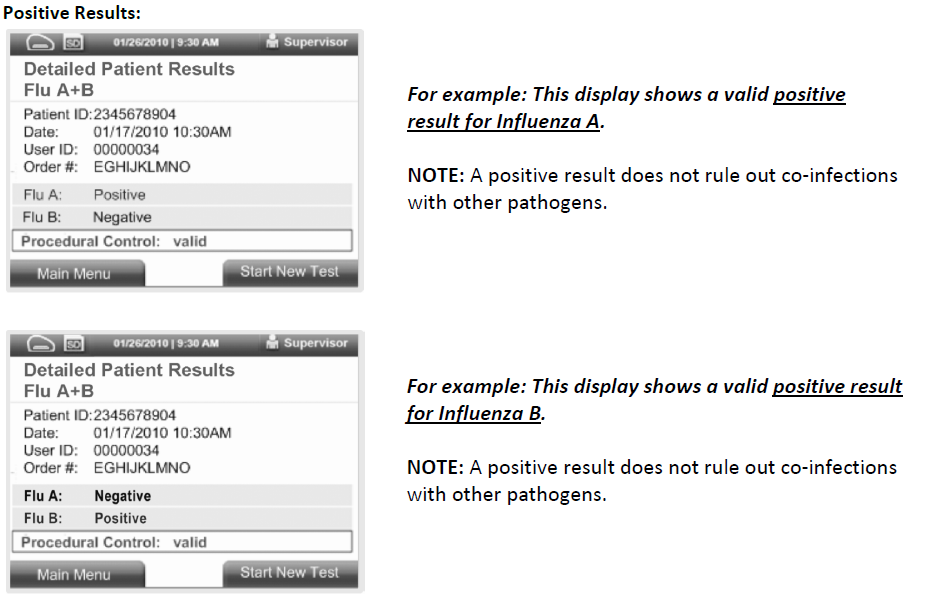 Positive Results:
SD 01/26/2010 | 9:30 AM Supervisor
Detailed Patient Results
Flu A+B
Patient ID:2345678904
Date: 01/17/2010 10:30AM
User ID: 00000034
Order #: EGHIJKLMNO
Flu A: Positive
Flu B: Negative
Procedural Control: valid
Main Menu Start New Test
For example: This display shows a valid positive
result for Influenza A.
NOTE: A positive result does not rule out co-infections
with other pathogens.
SD 01/26/2010 | 9:30 AM Supervisor
Detailed Patient Results
Flu A+B
Patient ID:2345678904
Date: 01/17/2010 10:30AM
User ID: 00000034
Order #: EGHIJKLMNO
Flu A: Negative
Flu B: Positive
Procedural Control: valid
Main Menu Start New Test
For example: This display shows a valid positive result
for Influenza B.
NOTE: A positive result does not rule out co-infections
with other pathogens.